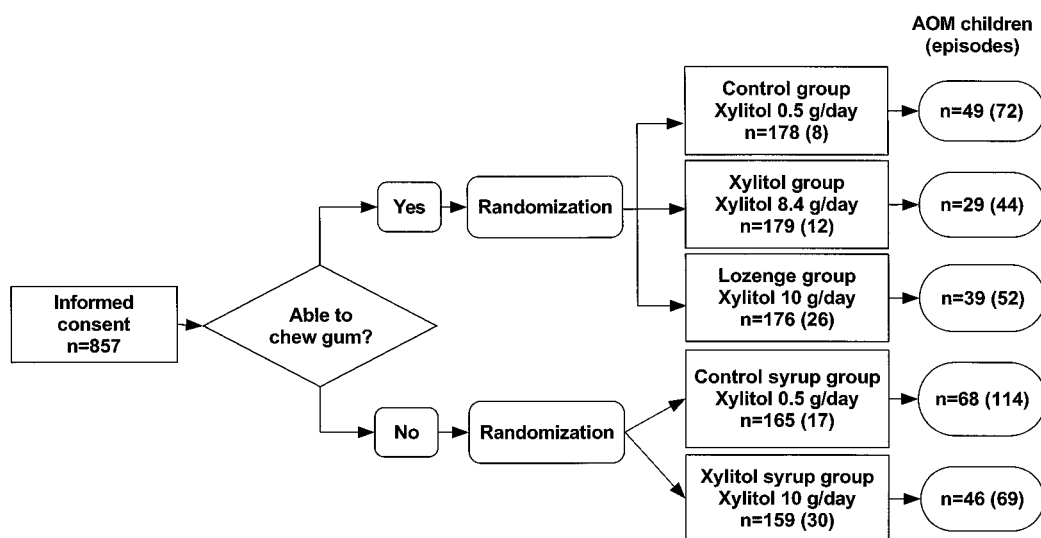 AOM children
(episodes)
Control group
Xylitol 0.5 g/day
n=178 (8)
n=49 (72)
Xylitol group
Xylitol 8.4 g/day
n=179 (12)
n=29 (44)
Yes
Randomization
Lozenge group
Xylitol 10 g/day
n=176 (26)
n=39 (52)
Informed
consent
n=857
Able to
chew gum?
Control syrup group
Xylitol 0.5 g/day
n=165 (17)
n=68 (114)
No
Randomization
Xylitol syrup group
Xylitol 10 g/day
n=159 (30)
n=46 (69)